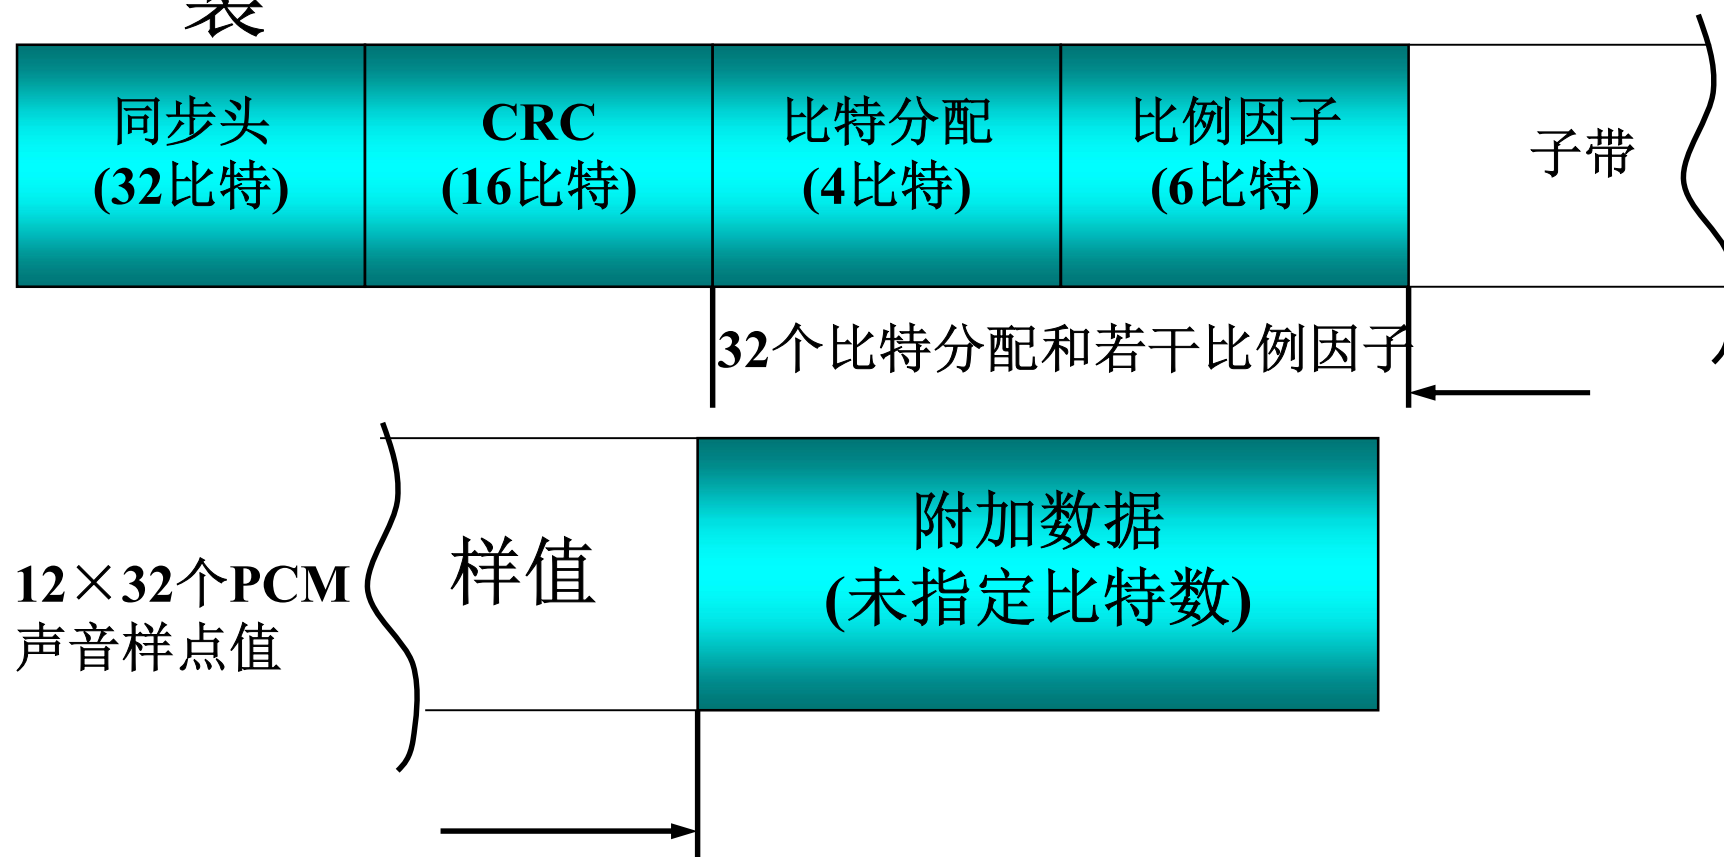 装
同步头
(32比特)
CRC
(16比特)
比特分配
(4比特)
比例因子
(6比特)
子带
32个比特分配和若干比例因子
样值
附加数据
(未指定比特数)
12×32个PCM
声音样点值